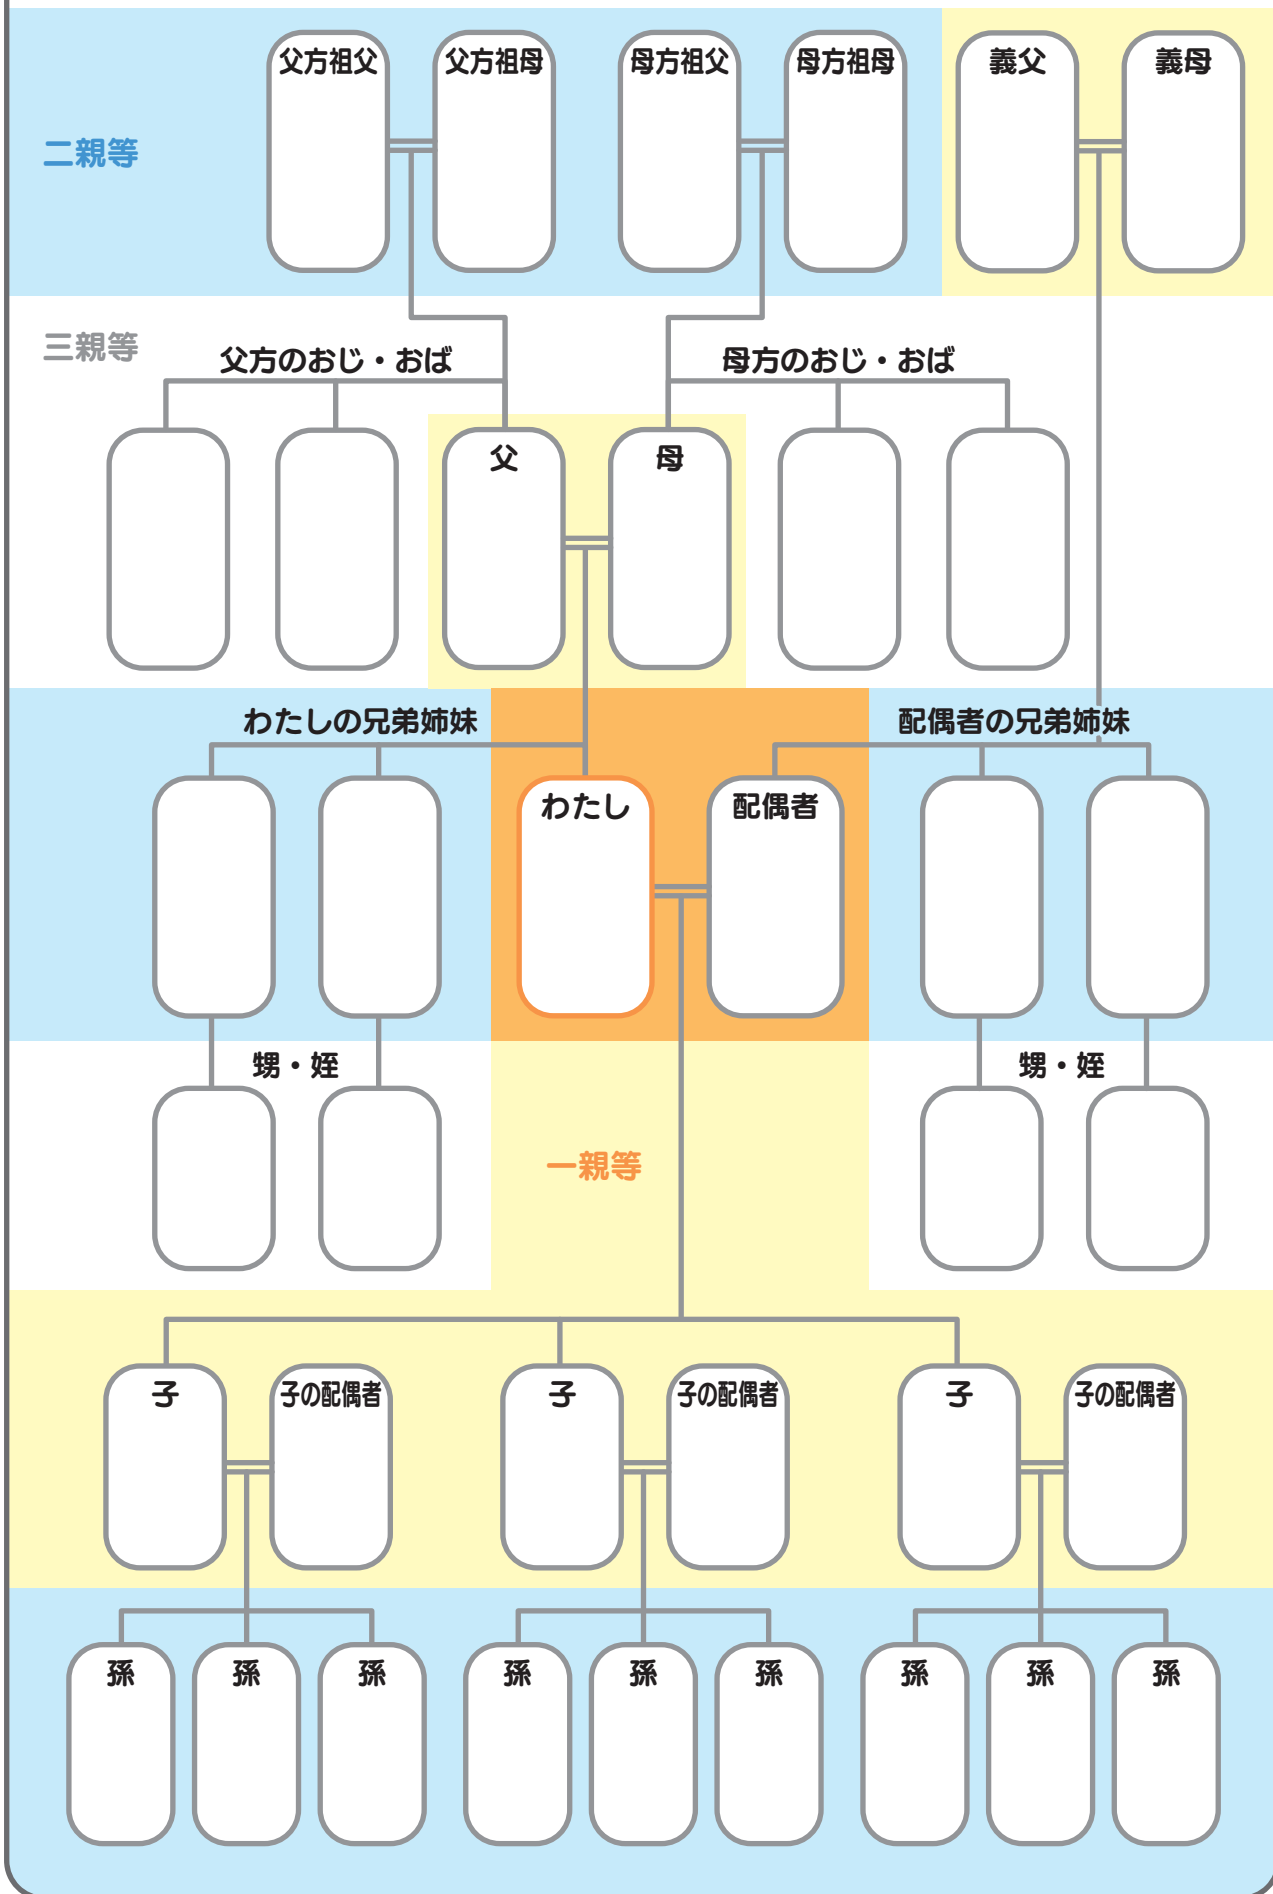 父方祖父
父方祖母
母方祖父
母方祖母
義父
義母
二親等
三親等
父方のおじ・おば
母方のおじ・おば
父
母
わたしの兄弟姉妹
配偶者の兄弟姉妹
わたし
配偶者
甥・姪
甥・姪
一親等
子
子の配偶者
子
子の配偶者
子
子の配偶者
孫
孫
孫
孫
孫
孫
孫
孫
孫